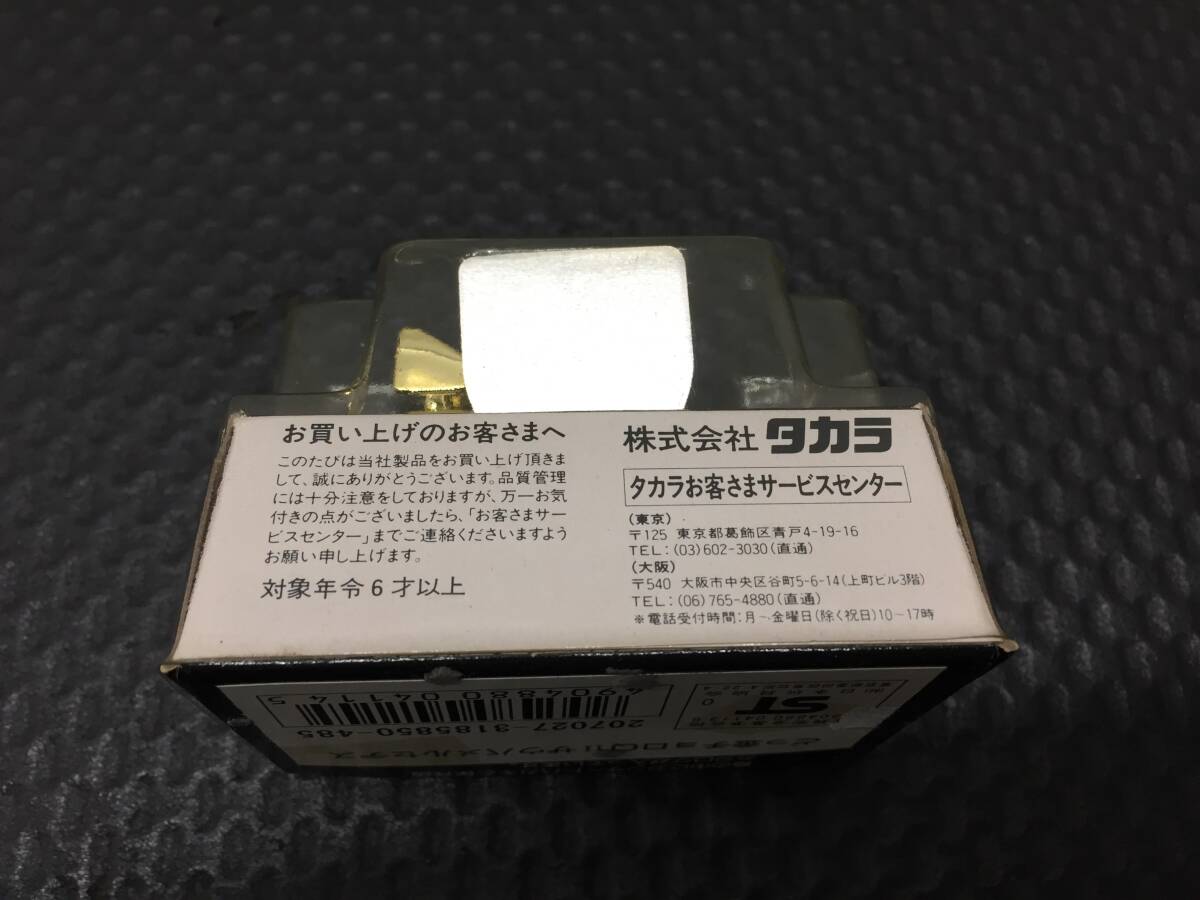 お買い上げのお客さまへ
このたびは当社製品をお買い上げ頂きま
して、誠にありがとうございます。品質管理
には十分注意をしておりますが、万一お気
付きの点がございましたら、「お客さまサー
ビスセンター」までご連絡くださいますよう
お願い申し上げます。
対象年令6才以上
株式会社 タカラ
タカラお客さまサービスセンター
(東京)
〒125 東京都葛飾区青戸4-19-16
TEL:(03)602-3030(直通)
(大阪)
〒540 大阪市中央区谷町5-6-14(上町ビル3階)
TEL:(06)765-4880(直通)
※電話受付時間:月〜金曜日(除く祝日)10〜17時
4904880041145
207027-3185850-485
ST